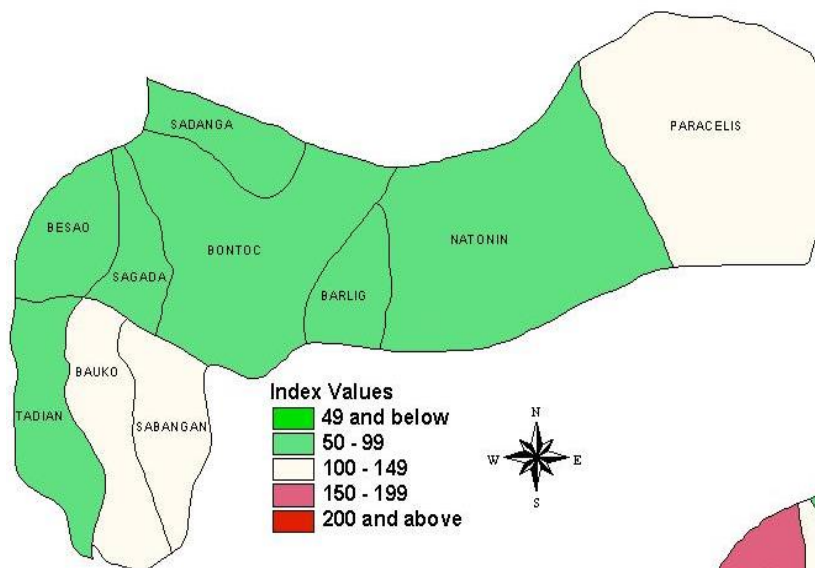 PARACELIS
SADANGA
BESAO
BONTOC
NATONIN
SAGADA
BARLIG
BAUKO
TADIAN
SABANGAN
Index Values
49 and below
50 - 99
100 - 149
150 - 199
200 and above
N
W E
S